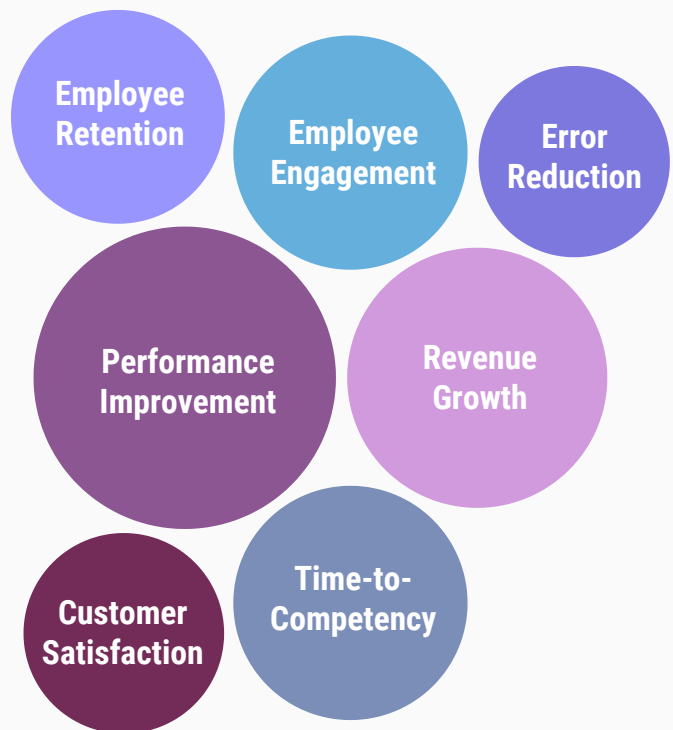 Employee
Retention
Employee
Engagement
Error
Reduction
Performance
Improvement
Revenue
Growth
Time-to-
Competency
Customer
Satisfaction